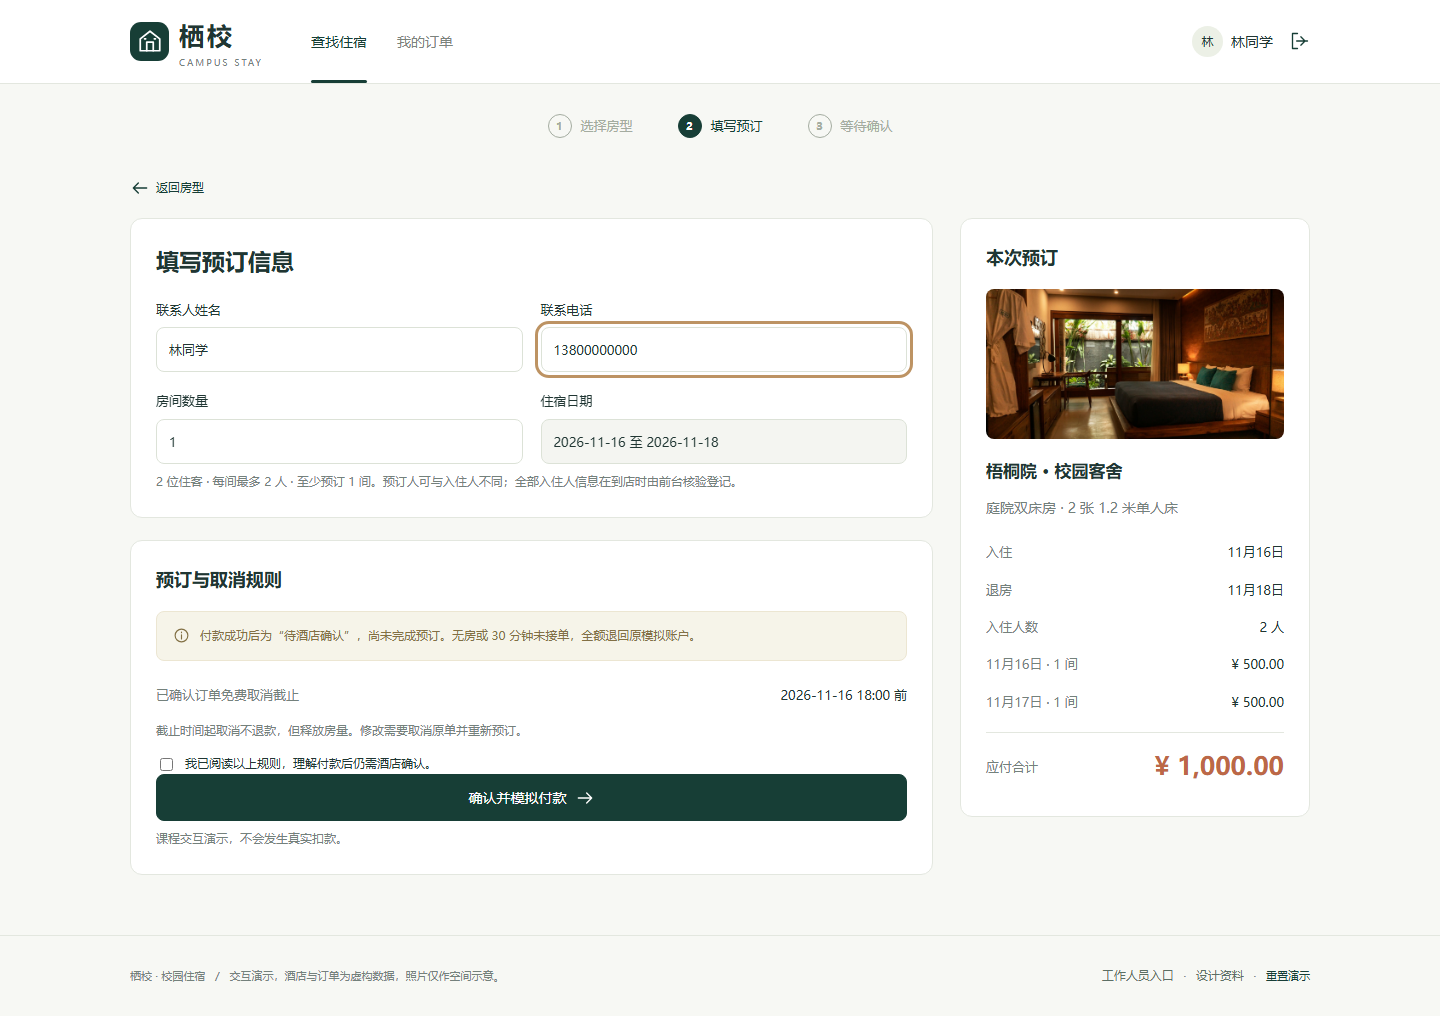 栖校
CAMPUS STAY
查找住宿
我的订单
林
林同学
1 选择房型
2 填写预订
3 等待确认
返回房型
填写预订信息
联系人姓名
联系电话
林同学
13800000000
房间数量
住宿日期
1
2026-11-16 至 2026-11-18
2 位住客 · 每间最多 2 人 · 至少预订 1 间。预订人可与入住人不同；全部入住人信息在到店时由前台核验登记。
预订与取消规则
付款成功后为“待酒店确认”，尚未完成预订。无房或 30 分钟未接单，全额退回原模拟账户。
已确认订单免费取消截止
2026-11-16 18:00 前
截止时间起取消不退款，但释放房量。修改需要取消原单并重新预订。
我已阅读以上规则，理解付款后仍需酒店确认。
确认并模拟付款
课程交互演示，不会发生真实扣款。
本次预订
梧桐院 • 校园客舍
庭院双床房 · 2 张 1.2 米单人床
入住 11月16日
退房 11月18日
入住人数 2 人
11月16日 · 1 间 ¥ 500.00
11月17日 · 1 间 ¥ 500.00
应付合计 ¥ 1,000.00
栖校 · 校园住宿 / 交互演示，酒店与订单为虚构数据，照片仅作空间示意。
工作人员入口 · 设计资料 · 重置演示